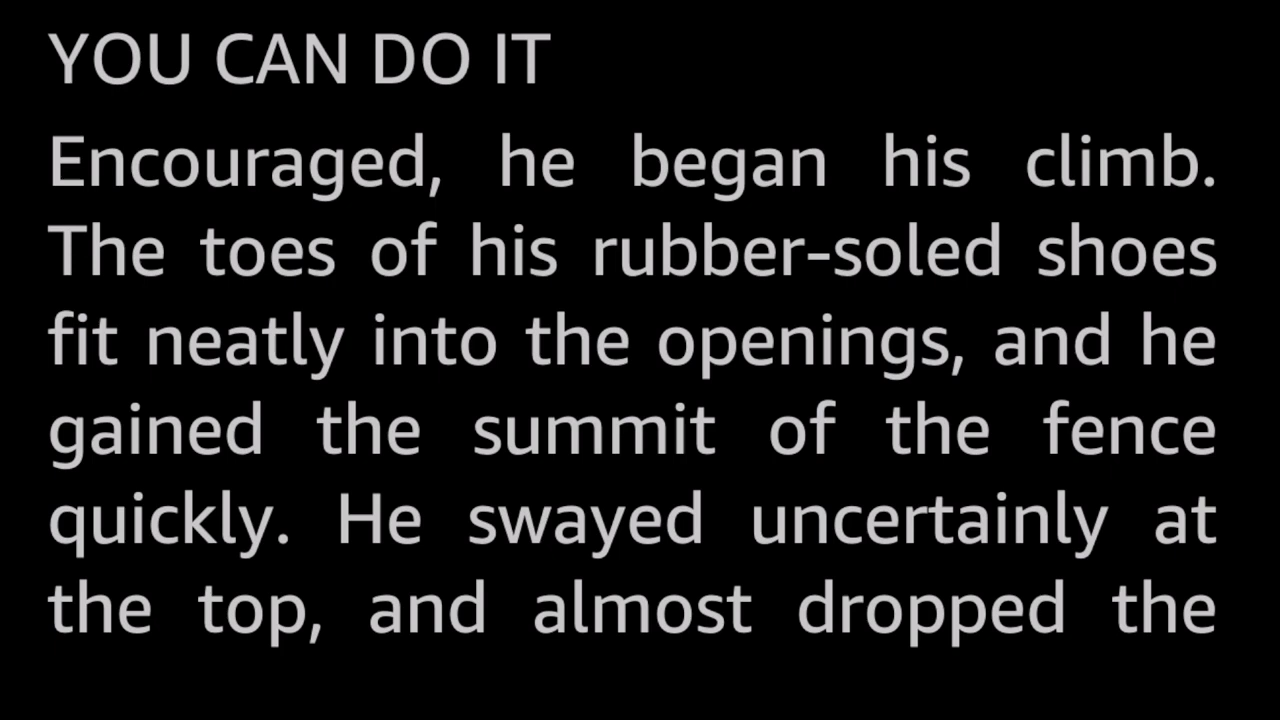 YOU CAN DO IT
Encouraged, he began his climb.
The toes of his rubber-soled shoes
fit neatly into the openings, and he
gained the summit of the fence
quickly. He swayed uncertainly at
the top, and almost dropped the